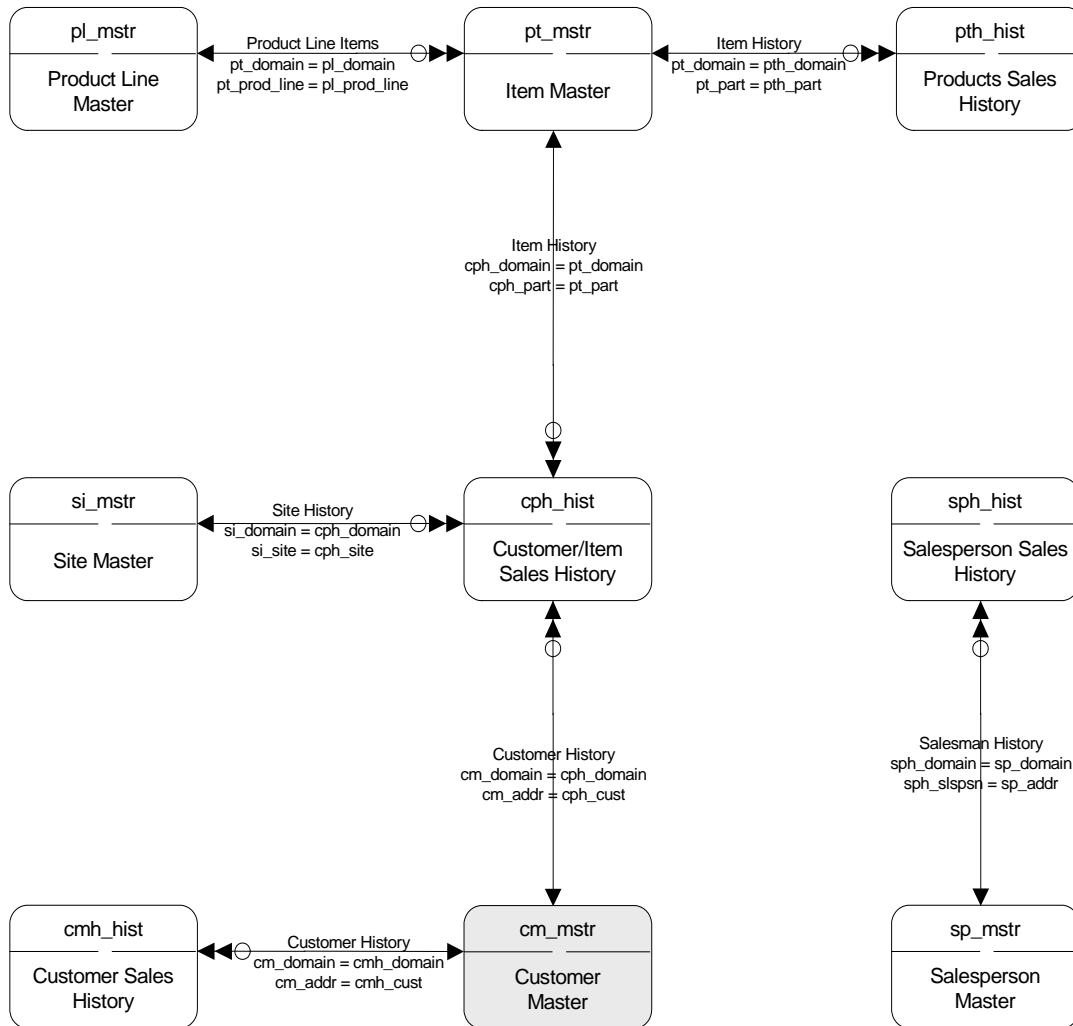 pl_mstr
Product Line
Master
Product Line Items
pt_domain = pl_domain
pt_prod_line = pl_prod_line
pt_mstr
Item Master
Item History
pt_domain = pth_domain
pt_part = pth_part
pth_hist
Products Sales
History
Item History
cph_domain = pt_domain
cph_part = pt_part
si_mstr
Site Master
Site History
si_domain = cph_domain
si_site = cph_site
cph_hist
Customer/Item
Sales History
sph_hist
Salesperson Sales
History
Customer History
cm_domain = cph_domain
cm_addr = cph_cust
Salesman History
sph_domain = sp_domain
sph_slspsn = sp_addr
cmh_hist
Customer Sales
History
Customer History
cm_domain = cmh_domain
cm_addr = cmh_cust
cm_mstr
Customer
Master
sp_mstr
Salesperson
Master